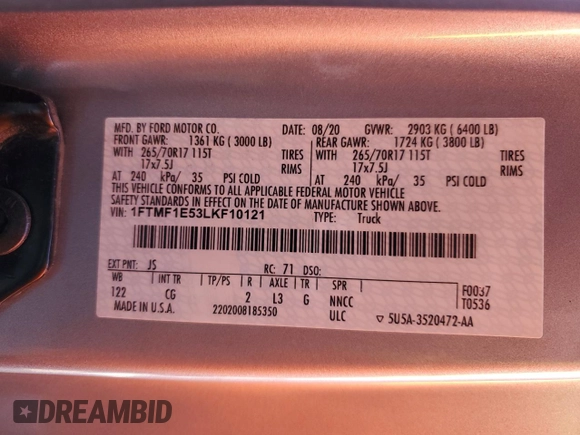 MFD. BY FORD MOTOR CO. DATE: 08/20 GVWR: 2903 KG ( 6400 LB)
FRONT GAWR: 1361 KG ( 3000 LB) REAR GAWR: 1724 KG ( 3800 LB)
WITH 265/70R17 115T TIRES WITH 265/70R17 115T TIRES
17x7.5J RIMS 17x7.5J RIMS
AT 240 kPa/ 35 PSI COLD AT 240 kPa/ 35 PSI COLD
THIS VEHICLE CONFORMS TO ALL APPLICABLE FEDERAL MOTOR VEHICLE
SAFETY STANDARDS IN EFFECT ON THE DATE OF MANUFACTURE SHOWN ABOVE.
VIN: 1FTMF1E53LKF10121 TYPE: Truck
EXT PNT: JS RC: 71 DSO:
WB INT TR TP/PS R AXLE TR SPR F0037
122 CG 2 L3 G NNCC T0536
MADE IN U.S.A. 2202008185350 ULC ▽ 5U5A-3520472-AA
DREAMBID